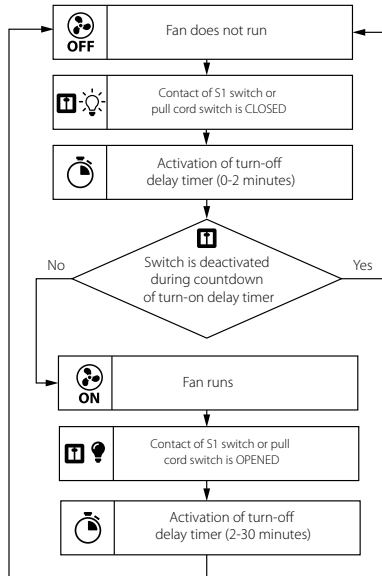 OFF
Fan does not run
Contact of S1 switch or
pull cord switch is CLOSED
Activation of turn-off
delay timer (0-2 minutes)
No
Switch is deactivated
during countdown
of turn-on delay timer
Yes
ON
Fan runs
Contact of S1 switch or pull
cord switch is OPENED
Activation of turn-off
delay timer (2-30 minutes)